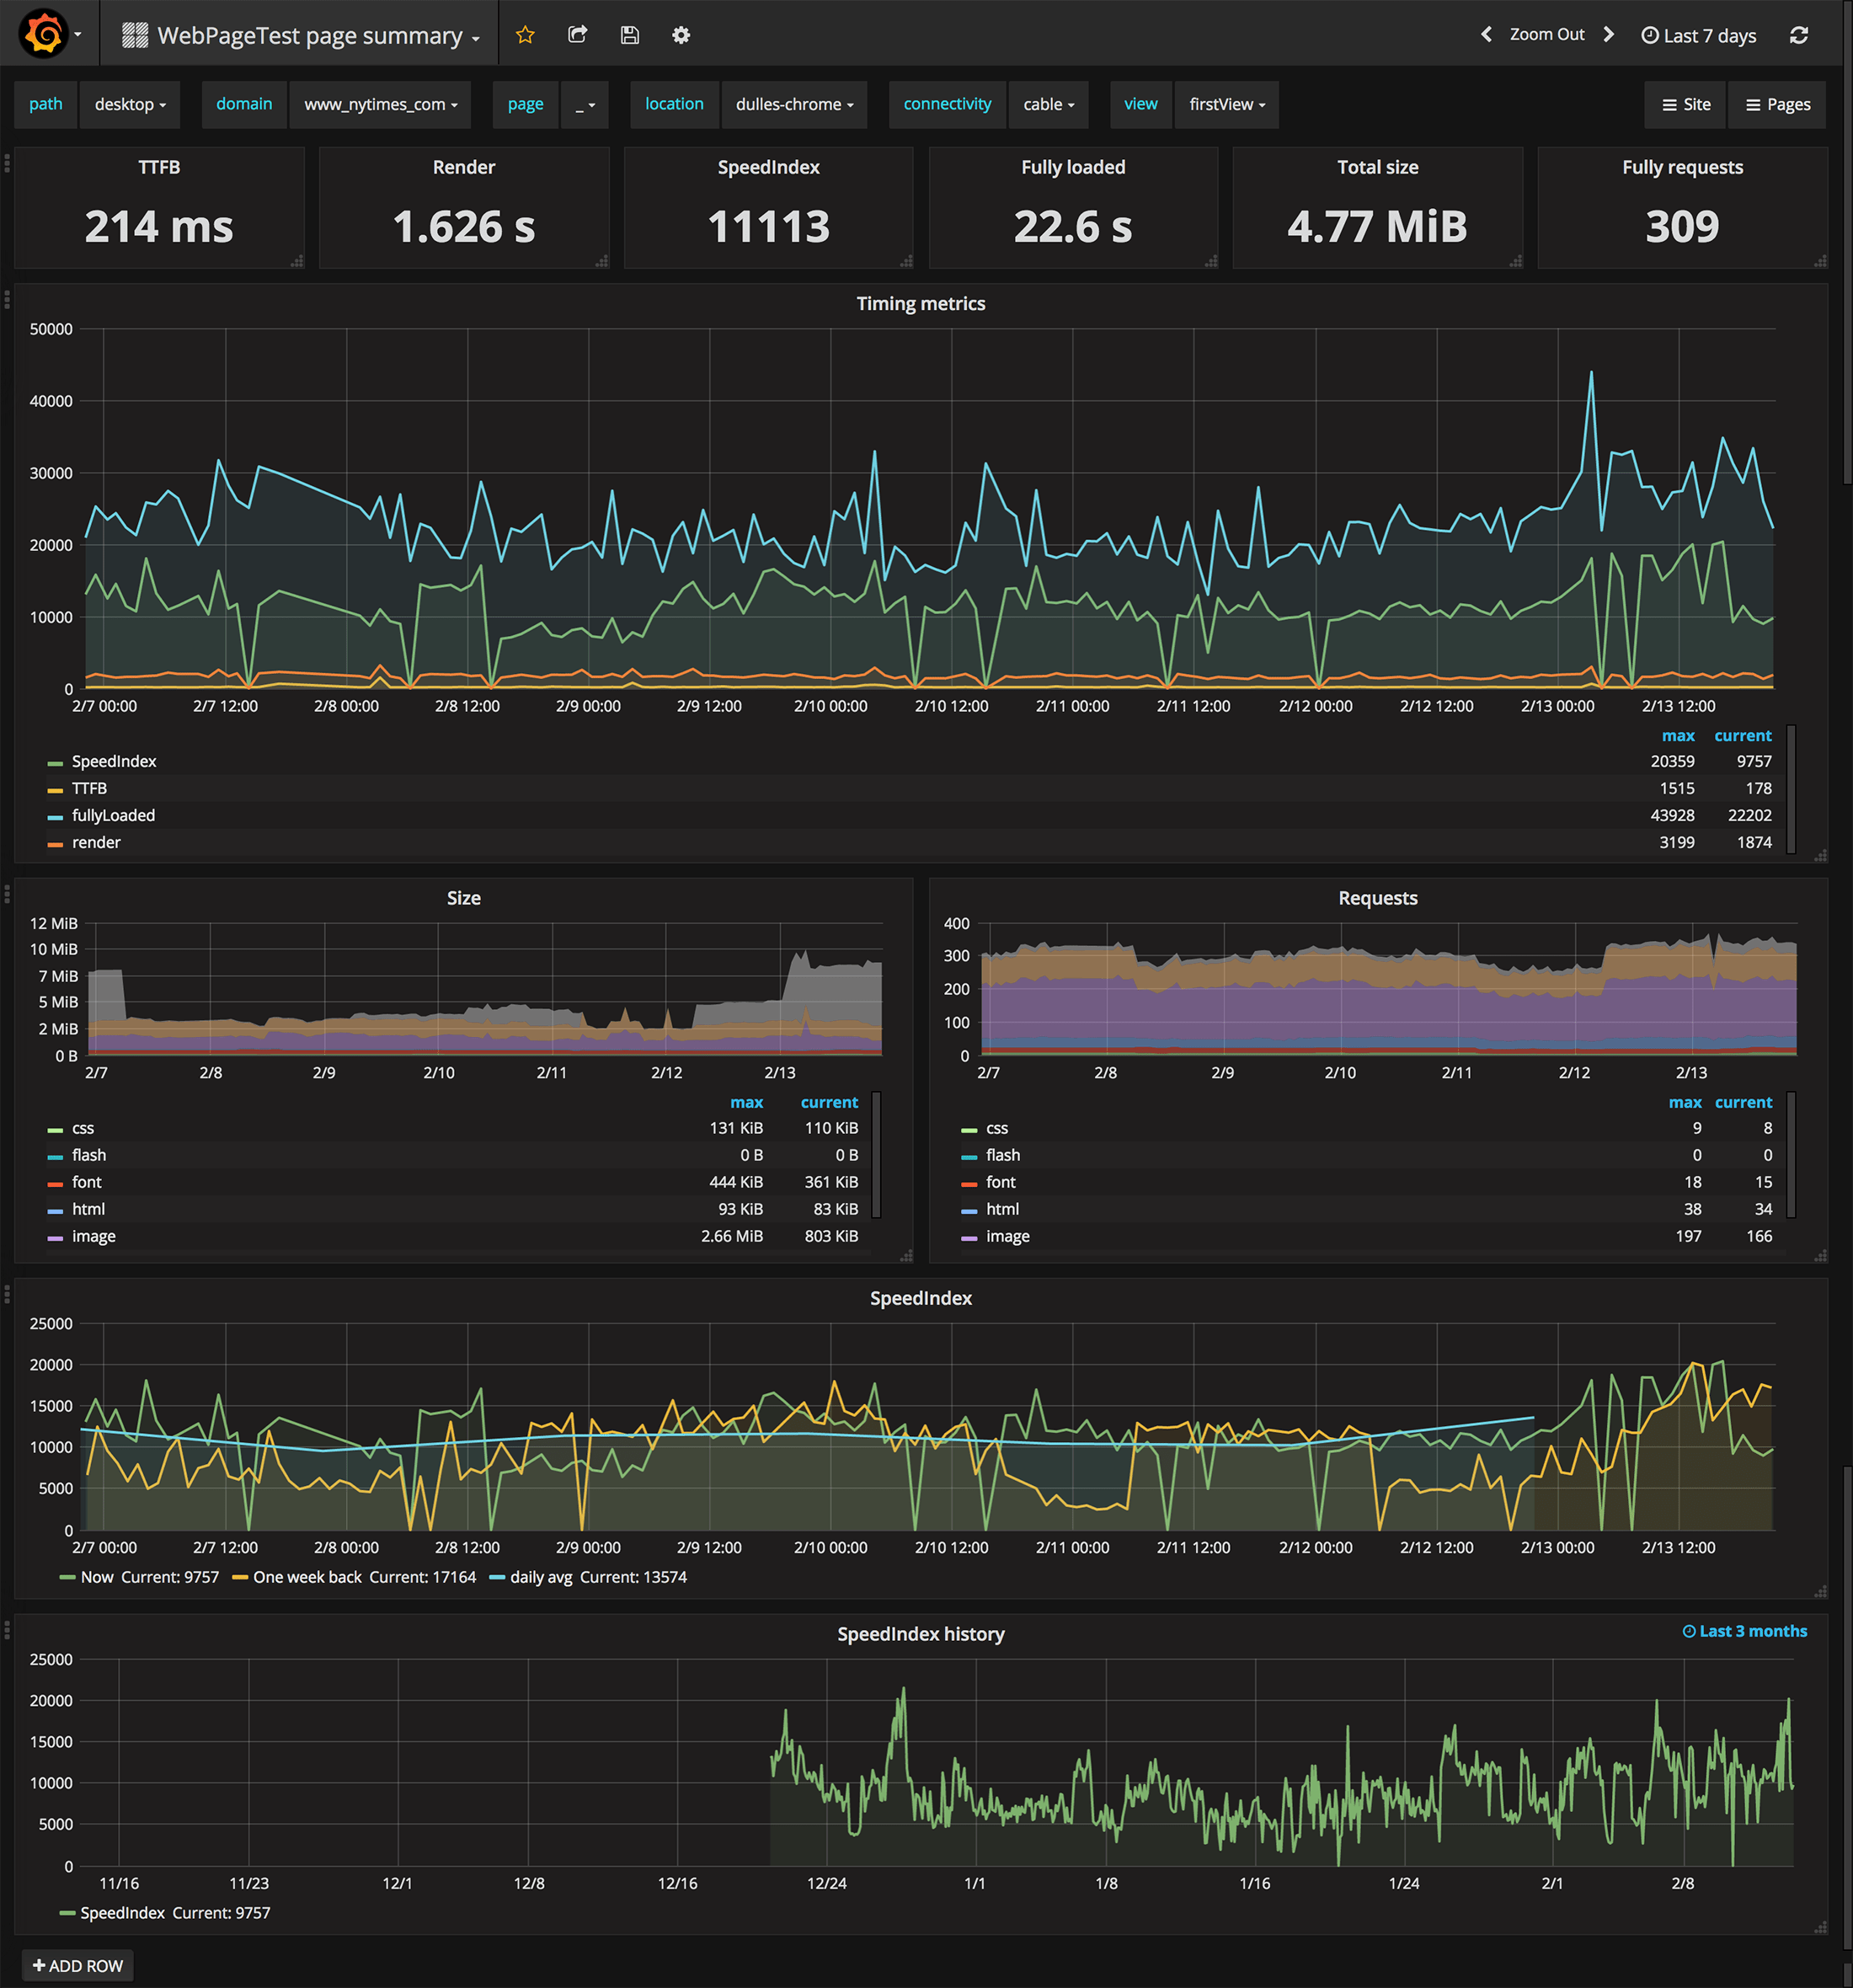 WebPageTest page summary
Zoom Out
Last 7 days
path desktop domain www_nytimes_com page _ location dulles-chrome connectivity cable view firstView Site Pages
TTFB
214 ms
Render
1.626 s
SpeedIndex
11113
Fully loaded
22.6 s
Total size
4.77 MiB
Fully requests
309
Timing metrics
50000
40000
30000
20000
10000
0
2/7 00:00 2/7 12:00 2/8 00:00 2/8 12:00 2/9 00:00 2/9 12:00 2/10 00:00 2/10 12:00 2/11 00:00 2/11 12:00 2/12 00:00 2/12 12:00 2/13 00:00 2/13 12:00
max current
SpeedIndex 20359 9757
TTFB 1515 178
fullyLoaded 43928 22202
render 3199 1874
Size
12 MiB
10 MiB
7 MiB
5 MiB
2 MiB
0 B
2/7 2/8 2/9 2/10 2/11 2/12 2/13
max current
css 131 KiB 110 KiB
flash 0 B 0 B
font 444 KiB 361 KiB
html 93 KiB 83 KiB
image 2.66 MiB 803 KiB
Requests
400
300
200
100
0
2/7 2/8 2/9 2/10 2/11 2/12 2/13
max current
css 9 8
flash 0 0
font 18 15
html 38 34
image 197 166
SpeedIndex
25000
20000
15000
10000
5000
0
2/7 00:00 2/7 12:00 2/8 00:00 2/8 12:00 2/9 00:00 2/9 12:00 2/10 00:00 2/10 12:00 2/11 00:00 2/11 12:00 2/12 00:00 2/12 12:00 2/13 00:00 2/13 12:00
Now Current: 9757 One week back Current: 17164 daily avg Current: 13574
SpeedIndex history
Last 3 months
25000
20000
15000
10000
5000
0
11/16 11/23 12/1 12/8 12/16 12/24 1/1 1/8 1/16 1/24 2/1 2/8
SpeedIndex Current: 9757
+ ADD ROW